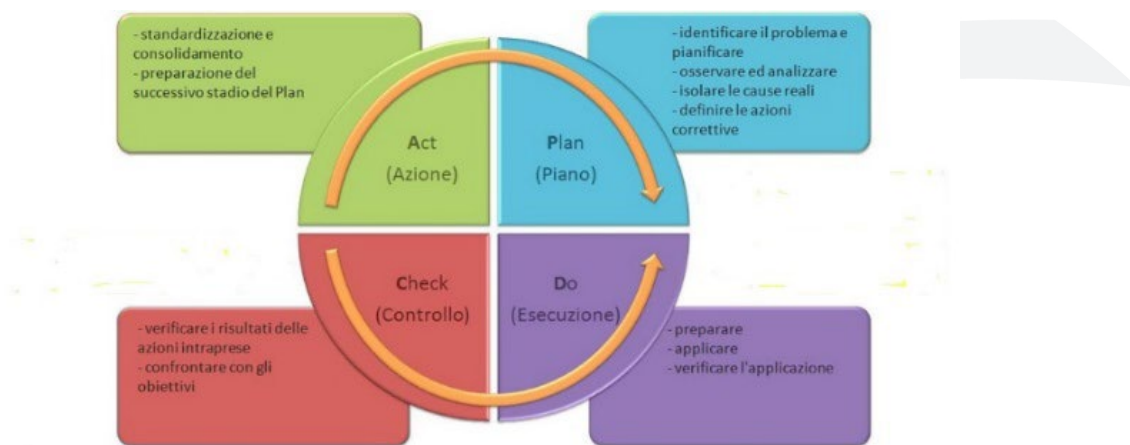 - standardizzazione e
consolidamento
- preparazione del
successivo stadio del Plan
- identificare il problema e
pianificare
- osservare ed analizzare
- isolare le cause reali
- definire le azioni
correttive
Act
(Azione)
Plan
(Piano)
Check
(Controllo)
Do
(Esecuzione)
- verificare i risultati delle
azioni intraprese
- confrontare con gli
obiettivi
- preparare
- applicare
- verificare l'applicazione